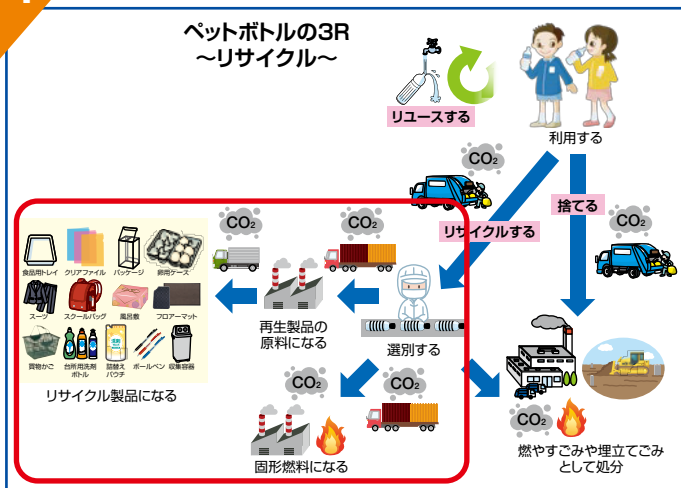 ペットボトルの3R
～リサイクル～
リユースする
利用する
CO2
捨てる
CO2
リサイクルする
CO2
CO2
食品用トレイ
クリアファイル
パッケージ
卵用ケース
スーツ
スクールバッグ
風呂敷
フロアーマット
買物かご
台所用洗剤
ボトル
詰替え
パウチ
ボールペン
収集容器
リサイクル製品になる
再生製品の
原料になる
選別する
CO2
CO2
固形燃料になる
CO2
燃やすごみや埋立てごみ
として処分